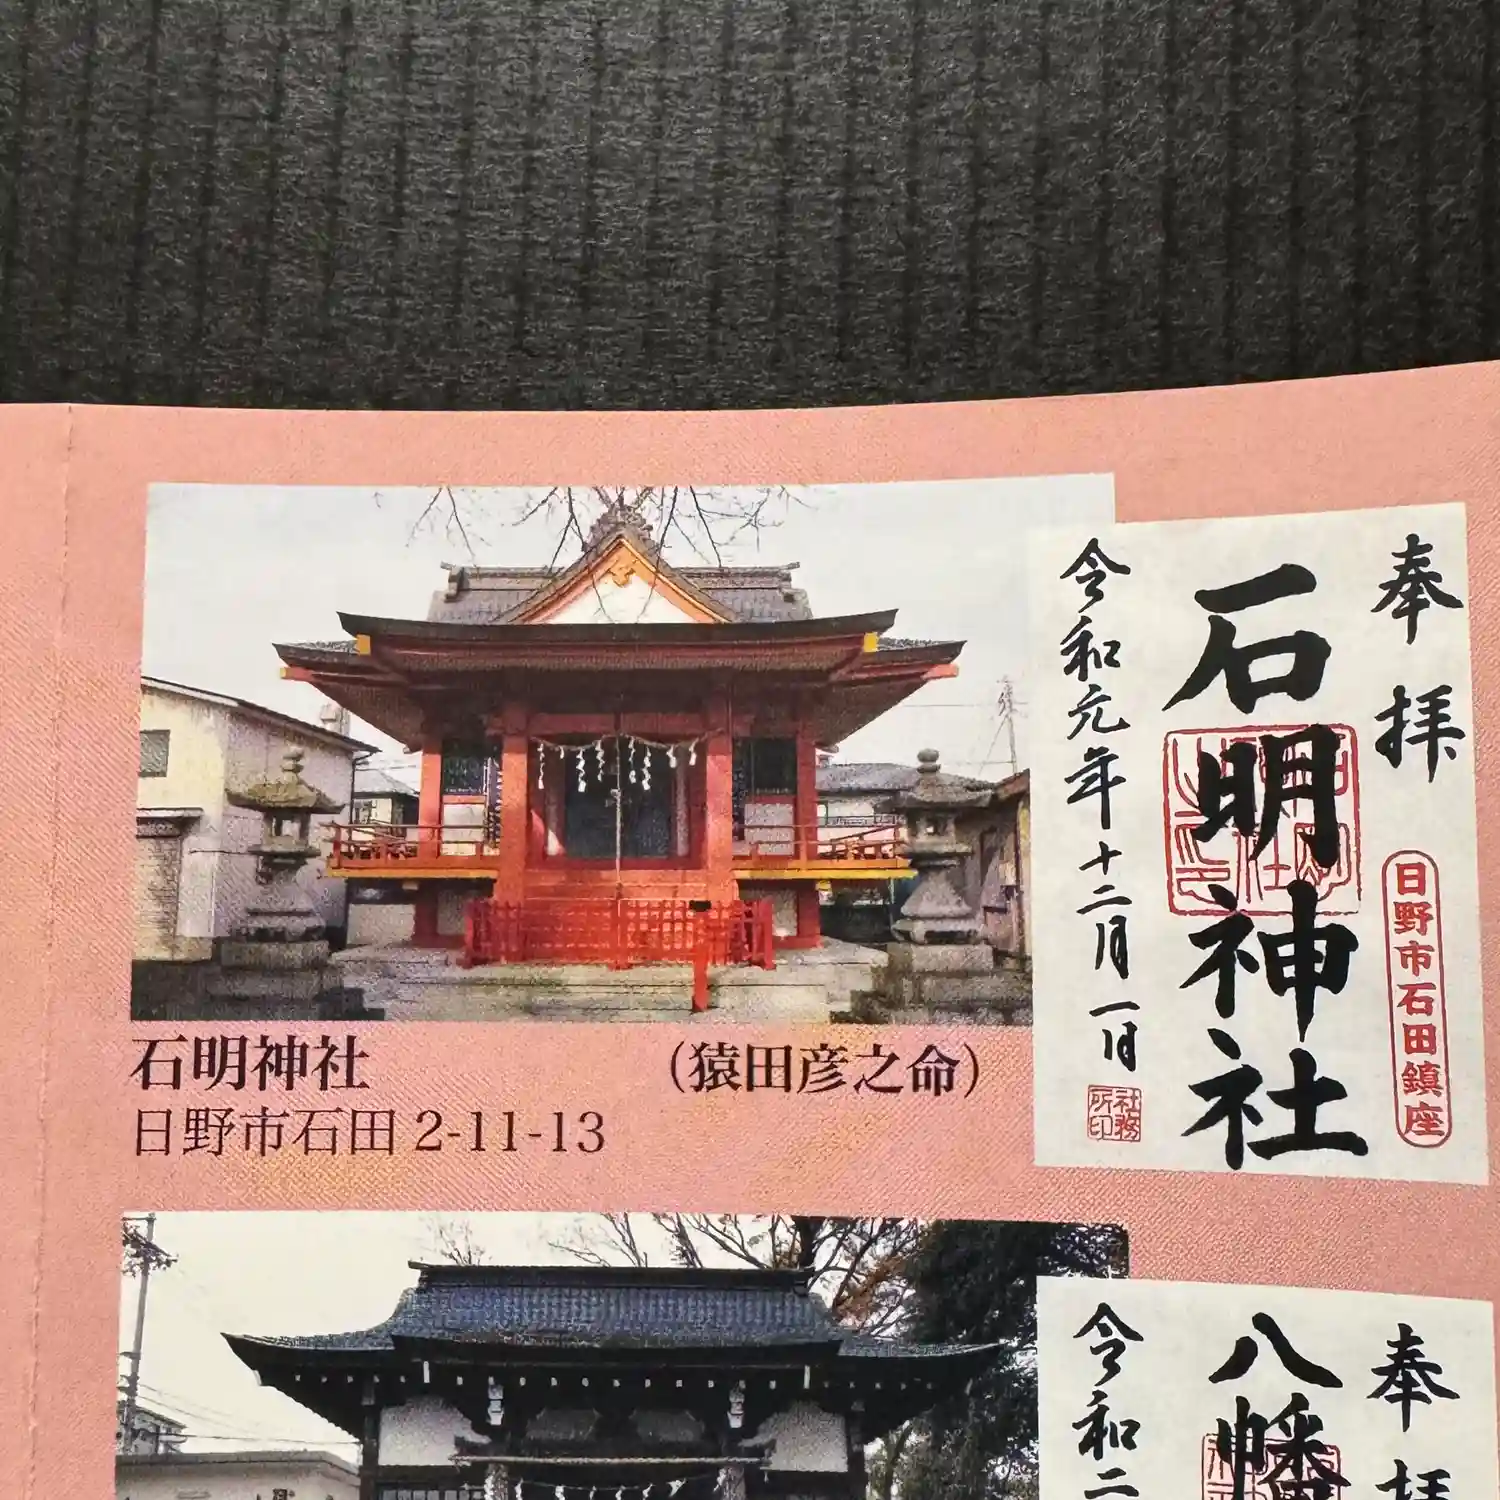 石明神社 (猿田彦之命)
日野市石田 2-11-13
奉拝
石明神社
日野市石田鎮座
令和元年十二月一日
社務所印
奉拝
八幡
令和二